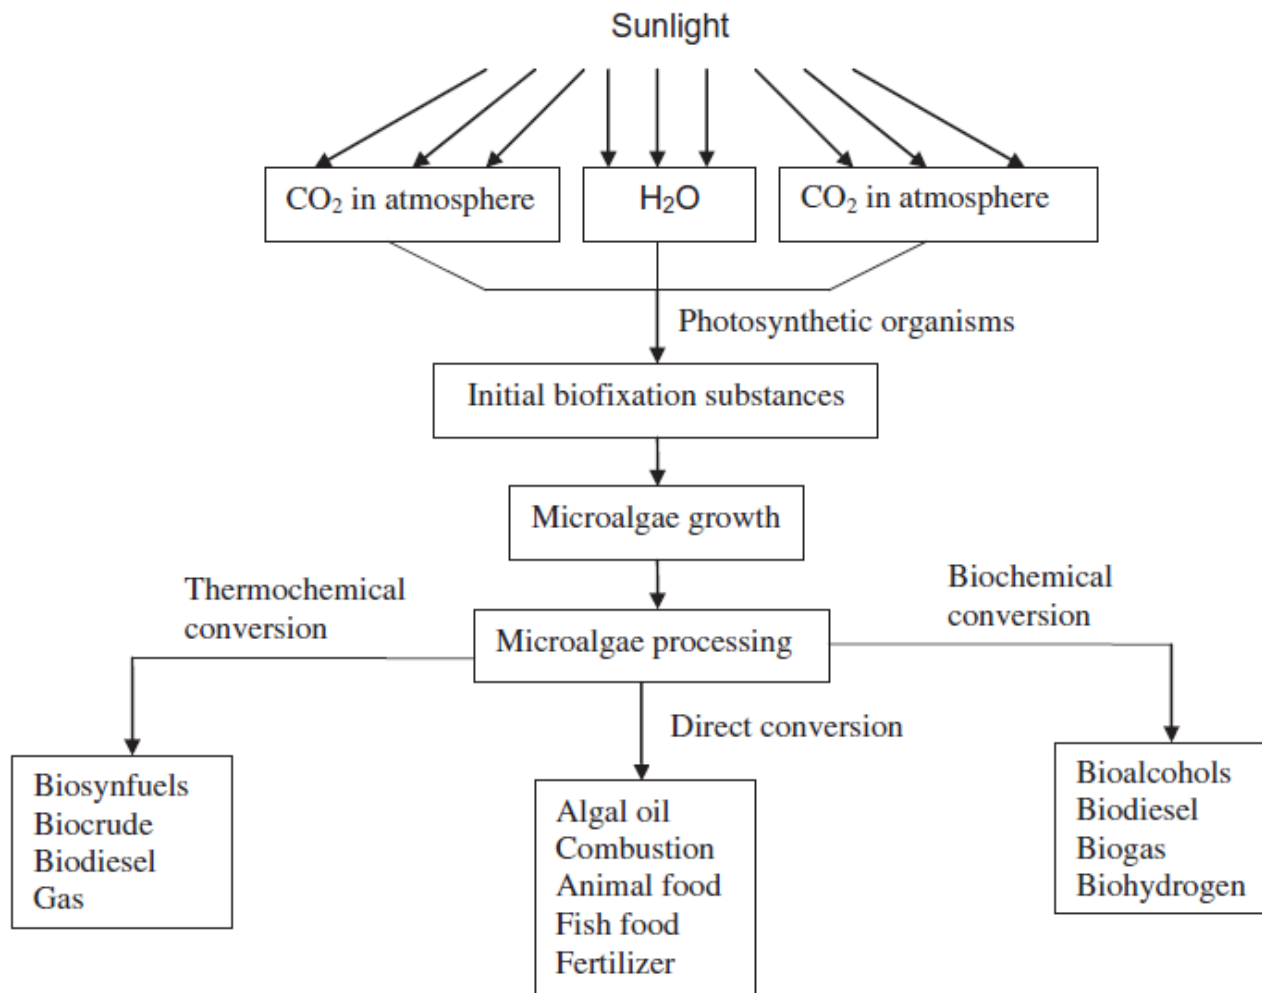 Sunlight
CO₂ in atmosphere
H₂O
CO₂ in atmosphere
Photosynthetic organisms
Initial biofixation substances
Microalgae growth
Thermochemical
conversion
Biochemical
conversion
Microalgae processing
Direct conversion
Biosynfuels
Biocrude
Biodiesel
Gas
Algal oil
Combustion
Animal food
Fish food
Fertilizer
Bioalcohols
Biodiesel
Biogas
Biohydrogen